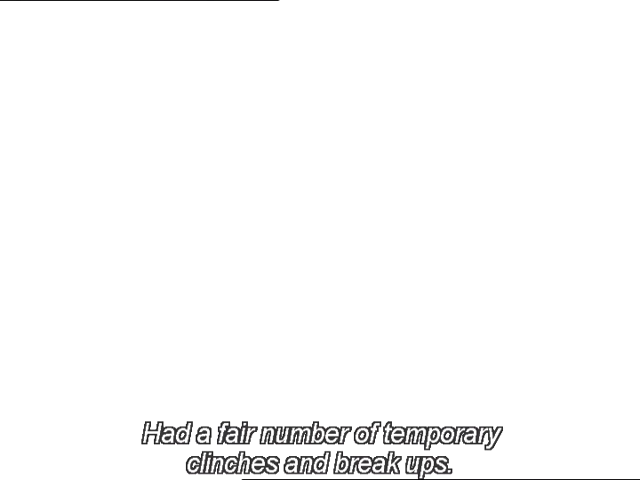 Had a fair number of temporary
clinches and break ups.